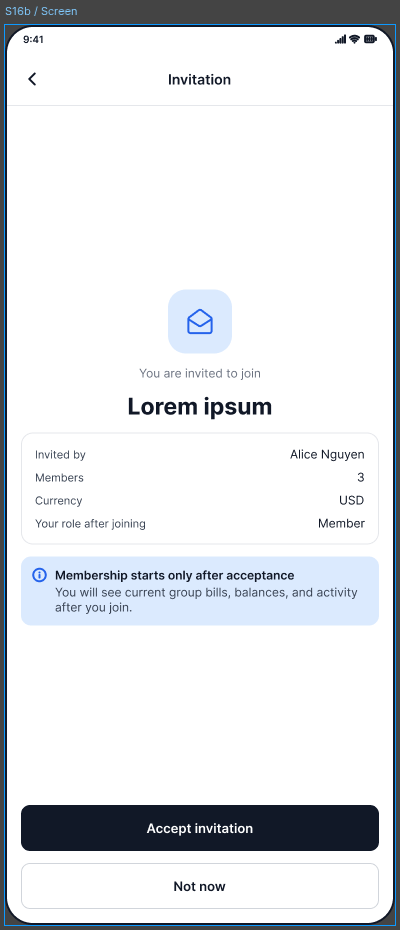 S16b / Screen
9:41
Invitation
You are invited to join
Lorem ipsum
Invited by Alice Nguyen
Members 3
Currency USD
Your role after joining Member
Membership starts only after acceptance
You will see current group bills, balances, and activity
after you join.
Accept invitation
Not now